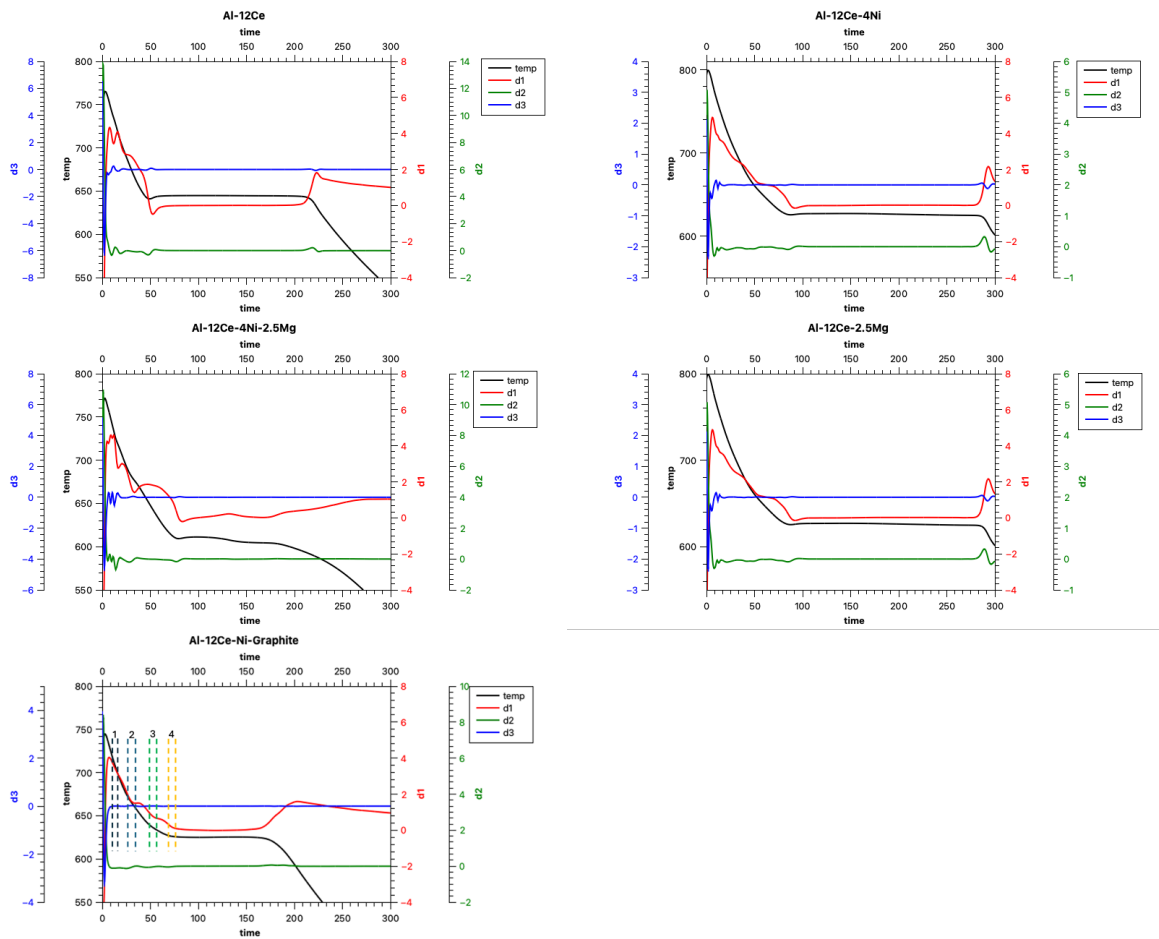 Al-12Ce
time
0 50 100 150 200 250 300
8 6 4 2 0 −2 −4 −6 −8
d3
800 750 700 650 600 550
temp
8 6 4 2 0 −2 −4
d1
14 12 10 8 6 4 2 0 −2
d2
temp
d1
d2
d3
0 50 100 150 200 250 300
time
Al-12Ce-4Ni
time
0 50 100 150 200 250 300
4 3 2 1 0 −1 −2 −3
d3
800 700 600
temp
8 6 4 2 0 −2 −4
d1
6 5 4 3 2 1 0 −1
d2
temp
d1
d2
d3
0 50 100 150 200 250 300
time
Al-12Ce-4Ni-2.5Mg
time
0 50 100 150 200 250 300
8 6 4 2 0 −2 −4 −6
d3
800 750 700 650 600 550
temp
8 6 4 2 0 −2 −4
d1
12 10 8 6 4 2 0 −2
d2
temp
d1
d2
d3
0 50 100 150 200 250 300
time
Al-12Ce-2.5Mg
time
0 50 100 150 200 250 300
4 3 2 1 0 −1 −2 −3
d3
800 700 600
temp
8 6 4 2 0 −2 −4
d1
6 5 4 3 2 1 0 −1
d2
temp
d1
d2
d3
0 50 100 150 200 250 300
time
Al-12Ce-Ni-Graphite
time
0 50 100 150 200 250 300
4 2 0 −2 −4
d3
800 750 700 650 600 550
temp
1 2 3 4
8 6 4 2 0 −2 −4
d1
10 8 6 4 2 0 −2
d2
temp
d1
d2
d3
0 50 100 150 200 250 300
time